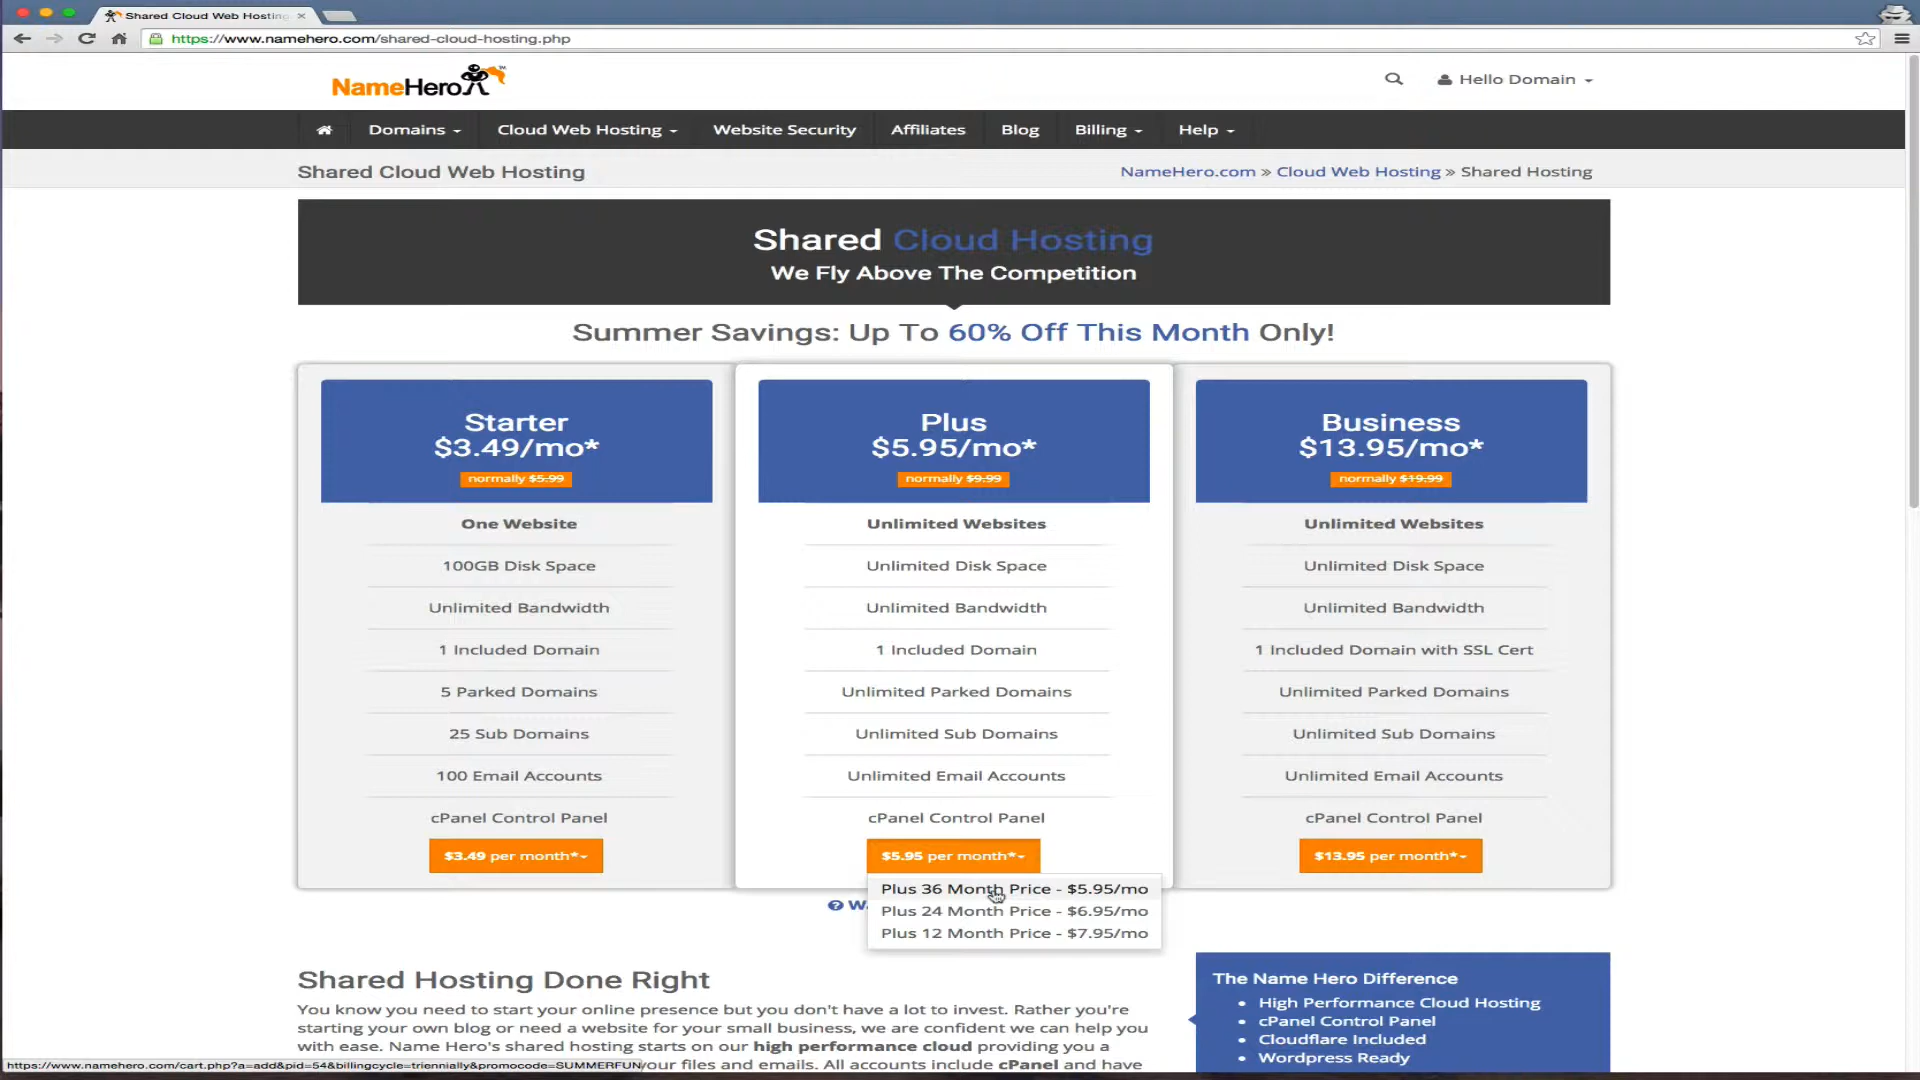 Shared Cloud Web Hosting
https://www.namehero.com/shared-cloud-hosting.php
NameHero™
Hello Domain
Domains
Cloud Web Hosting
Website Security
Affiliates
Blog
Billing
Help
Shared Cloud Web Hosting
NameHero.com » Cloud Web Hosting » Shared Hosting
Shared Cloud Hosting
We Fly Above The Competition
Summer Savings: Up To 60% Off This Month Only!
Starter
$3.49/mo*
normally $5.99
One Website
100GB Disk Space
Unlimited Bandwidth
1 Included Domain
5 Parked Domains
25 Sub Domains
100 Email Accounts
cPanel Control Panel
$3.49 per month*
Plus
$5.95/mo*
normally $9.99
Unlimited Websites
Unlimited Disk Space
Unlimited Bandwidth
1 Included Domain
Unlimited Parked Domains
Unlimited Sub Domains
Unlimited Email Accounts
cPanel Control Panel
$5.95 per month*
Plus 36 Month Price - $5.95/mo
Plus 24 Month Price - $6.95/mo
Plus 12 Month Price - $7.95/mo
Business
$13.95/mo*
normally $19.99
Unlimited Websites
Unlimited Disk Space
Unlimited Bandwidth
1 Included Domain with SSL Cert
Unlimited Parked Domains
Unlimited Sub Domains
Unlimited Email Accounts
cPanel Control Panel
$13.95 per month*
Shared Hosting Done Right
You know you need to start your online presence but you don't have a lot to invest. Rather you're
starting your own blog or need a website for your small business, we are confident we can help you
with ease. Name Hero's shared hosting starts on our high performance cloud providing you a
your files and emails. All accounts include cPanel and have
The Name Hero Difference
High Performance Cloud Hosting
cPanel Control Panel
Cloudflare Included
Wordpress Ready
https://www.namehero.com/cart.php?a=add&pid=54&billingcycle=triennially&promocode=SUMMERFUN